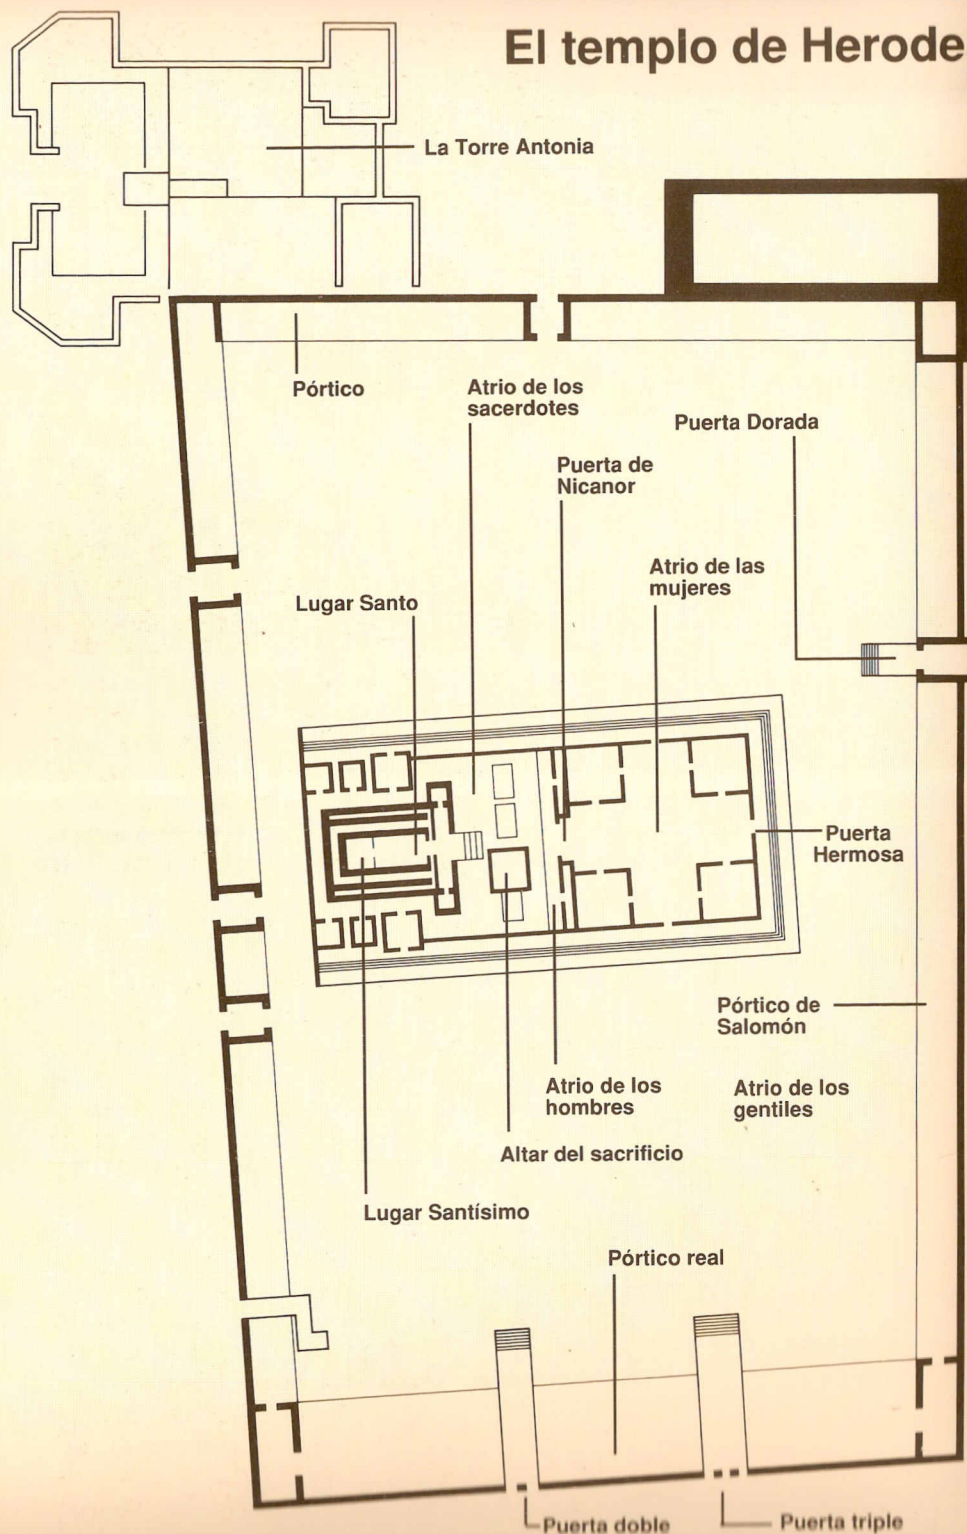 El templo de Herode
La Torre Antonia
Pórtico
Atrio de los
sacerdotes
Puerta Dorada
Puerta de
Nicanor
Atrio de las
mujeres
Lugar Santo
Puerta
Hermosa
Pórtico de
Salomón
Atrio de los
hombres
Atrio de los
gentiles
Altar del sacrificio
Lugar Santísimo
Pórtico real
Puerta doble
Puerta triple